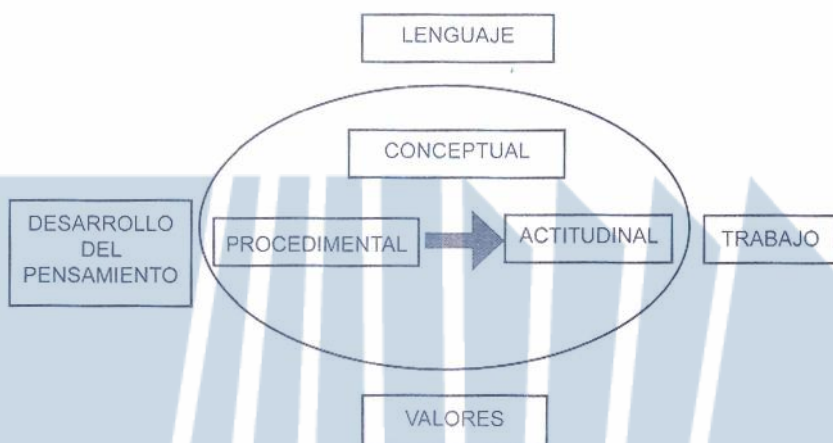 LENGUAJE
CONCEPTUAL
DESARROLLO
DEL
PENSAMIENTO
PROCEDIMENTAL
ACTITUDINAL
TRABAJO
VALORES